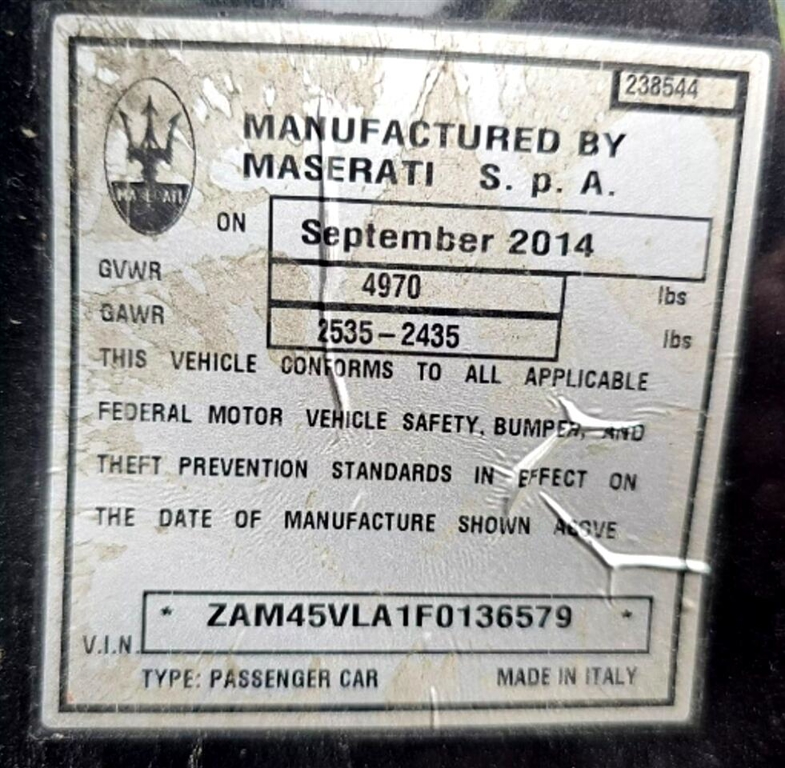 238544
MASERATI
MANUFACTURED BY
MASERATI S. p. A.
ON September 2014
GVWR 4970 lbs
GAWR 2535-2435 lbs
THIS VEHICLE CONFORMS TO ALL APPLICABLE
FEDERAL MOTOR VEHICLE SAFETY, BUMPER, AND
THEFT PREVENTION STANDARDS IN EFFECT ON
THE DATE OF MANUFACTURE SHOWN ABOVE
V.I.N. * ZAM45VLA1F0136579 *
TYPE: PASSENGER CAR MADE IN ITALY